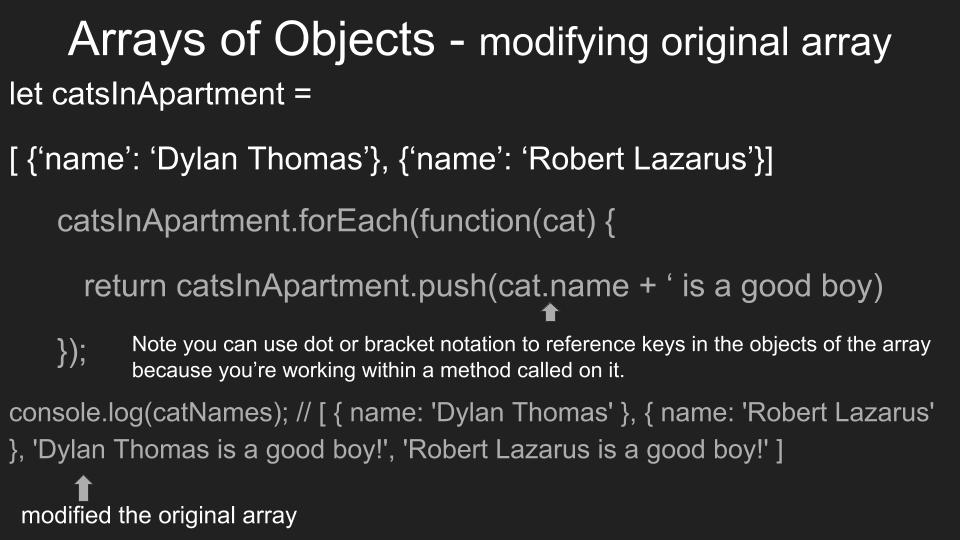 Arrays of Objects - modifying original array
let catsInApartment =
[ {‘name’: ‘Dylan Thomas’}, {‘name’: ‘Robert Lazarus’}]
catsInApartment.forEach(function(cat) {
return catsInApartment.push(cat.name + ‘ is a good boy)
});
Note you can use dot or bracket notation to reference keys in the objects of the array
because you’re working within a method called on it.
console.log(catNames); // [ { name: 'Dylan Thomas' }, { name: 'Robert Lazarus'
}, 'Dylan Thomas is a good boy!', 'Robert Lazarus is a good boy!' ]
modified the original array